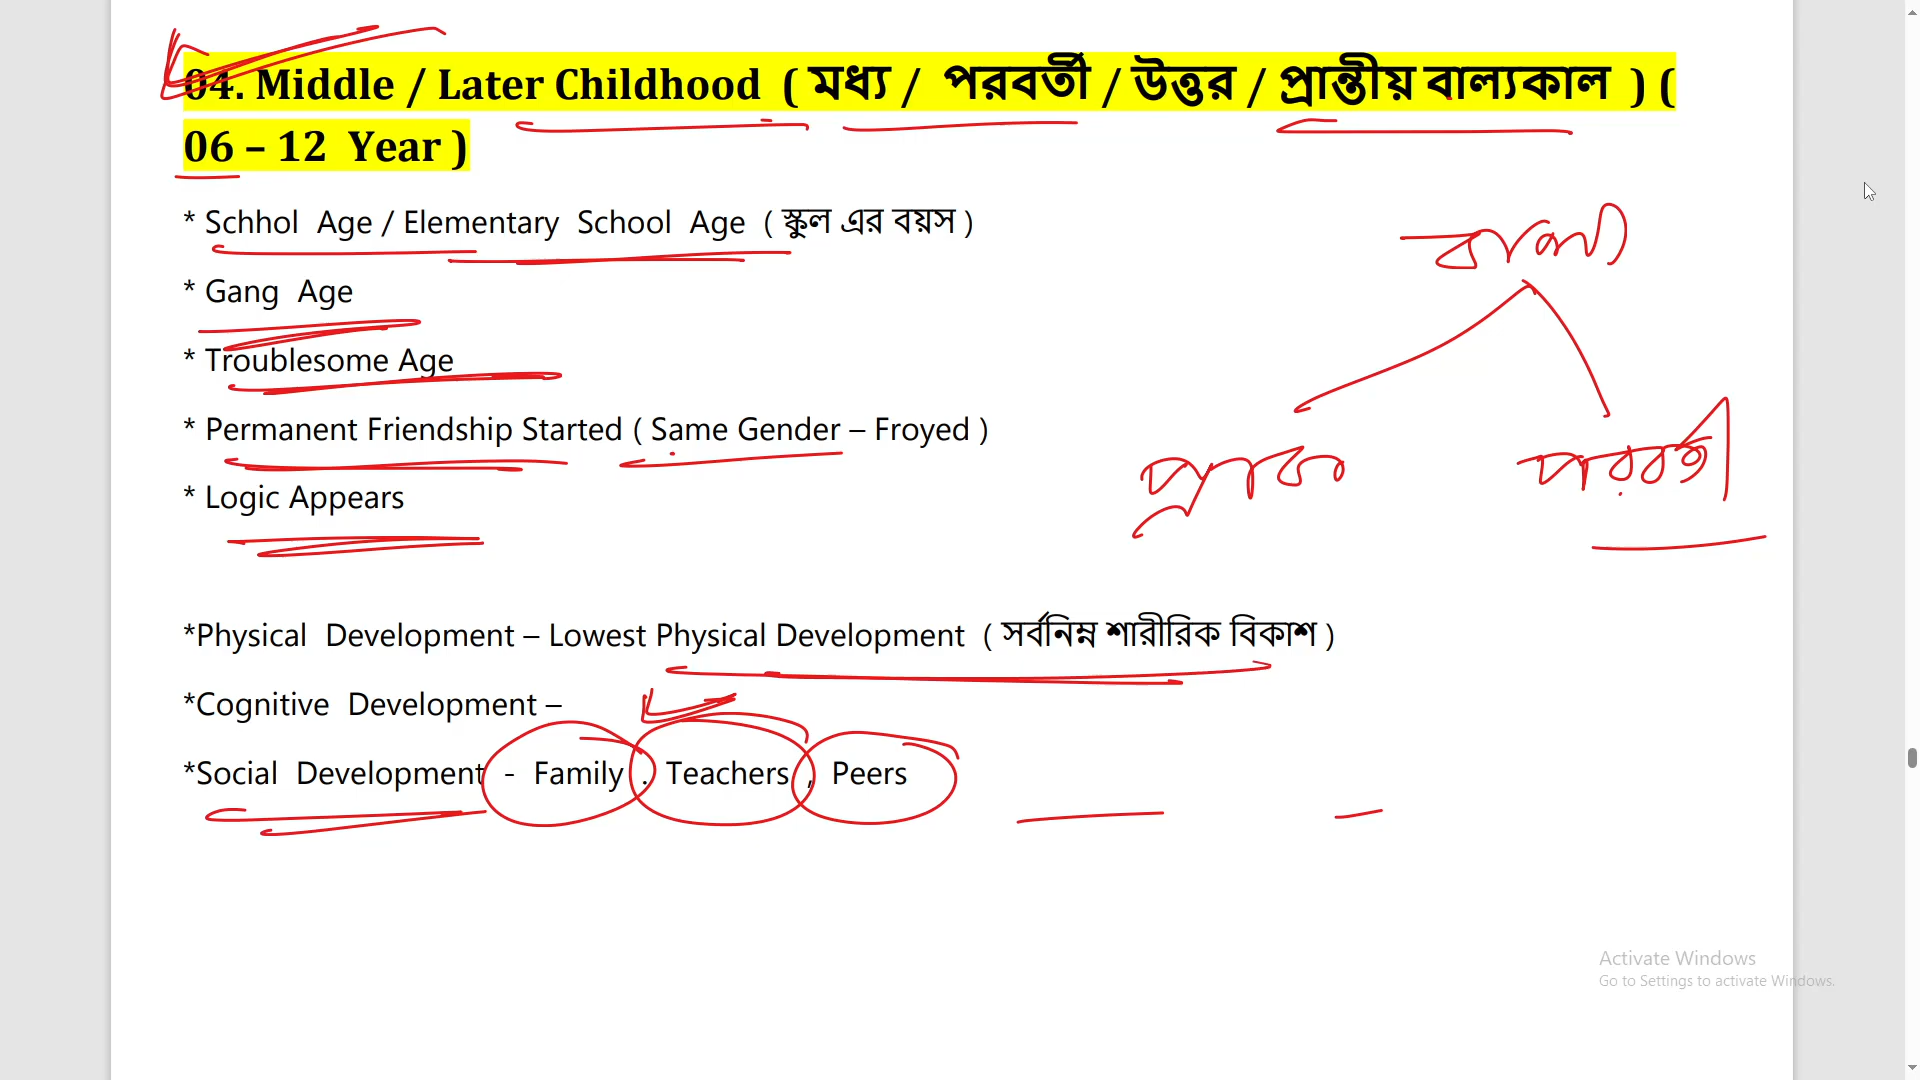 04. Middle / Later Childhood ( মধ্য / পরবর্তী / উত্তর / প্রান্তীয় বাল্যকাল ) (
06 – 12 Year )
* Schhol Age / Elementary School Age ( স্কুল এর বয়স )
* Gang Age
* Troublesome Age
* Permanent Friendship Started ( Same Gender – Froyed )
* Logic Appears
বাল্য
পরবর্তী
*Physical Development – Lowest Physical Development ( সর্বনিম্ন শারীরিক বিকাশ )
*Cognitive Development –
*Social Development - Family . Teachers , Peers
Activate Windows
Go to Settings to activate Windows.